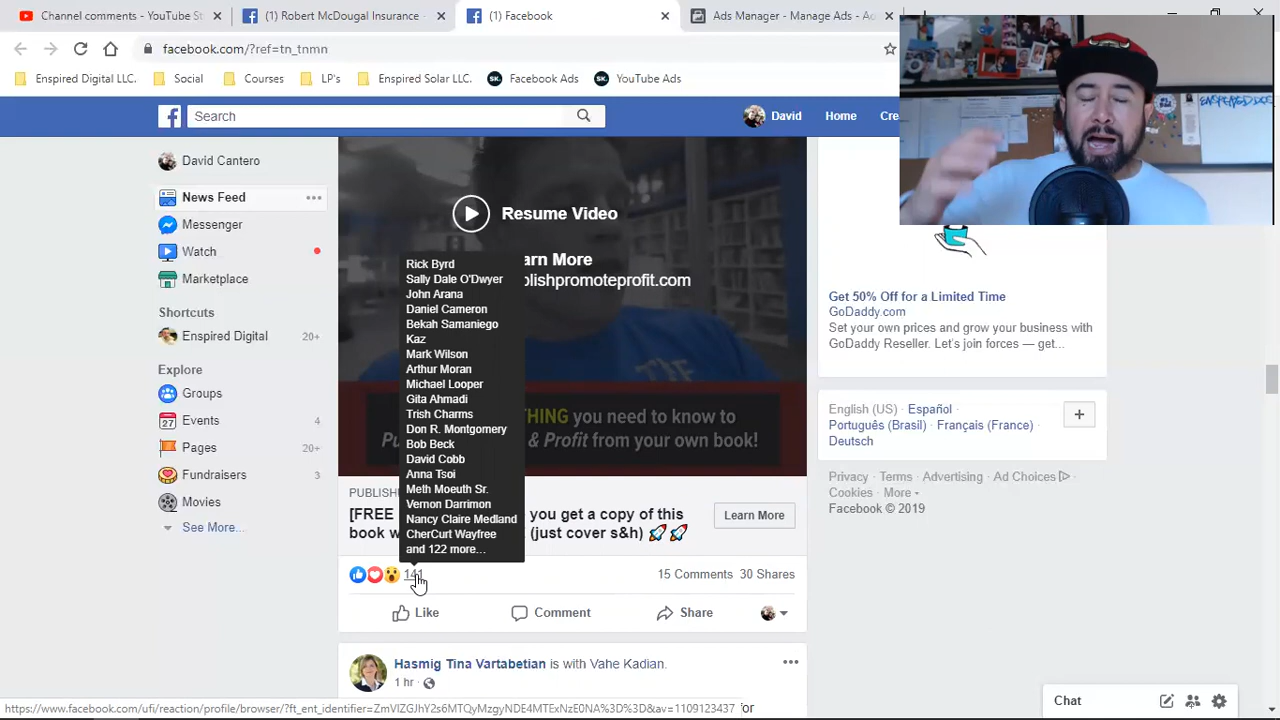 comments - YouTube S
(1) Robert McDougal Insurance
(1) Facebook
Ads Manager - Manage Ads -
facebook.com/?ref=tn_tnmn
Enspired Digital LLC.
Social
Courses
LP's
Enspired Solar LLC.
SK.
Facebook Ads
SK.
YouTube Ads
Search
David
Home
Cre
David Cantero
News Feed
Messenger
Watch
Marketplace
Shortcuts
Enspired Digital
20+
Explore
Groups
27
Events
4
Pages
20+
Fundraisers
3
Movies
See More...
Resume Video
arn More
blishpromoteprofit.com
Rick Byrd
Sally Dale O'Dwyer
John Arana
Daniel Cameron
Bekah Samaniego
Kaz
Mark Wilson
Arthur Moran
Michael Looper
Gita Ahmadi
Trish Charms
Don R. Montgomery
Bob Beck
David Cobb
Anna Tsoi
Meth Moeuth Sr.
Vernon Darrimon
Nancy Claire Medland
CherCurt Wayfree
and 122 more...
THING you need to know to
Pu & Profit from your own book!
PUBLISH
[FREE you get a copy of this
book w (just cover s&h) 🚀🚀
Learn More
141
15 Comments 30 Shares
Like
Comment
Share
Hasmig Tina Vartabetian is with Vahe Kadian.
1 hr ·
Get 50% Off for a Limited Time
GoDaddy.com
Set your own prices and grow your business with
GoDaddy Reseller. Let's join forces — get...
English (US) · Español ·
Português (Brasil) · Français (France) ·
Deutsch
Privacy · Terms · Advertising · Ad Choices
Cookies · More
Facebook © 2019
Chat
https://www.facebook.com/ufi/reaction/profile/browser/?ft_ent_identifier=ZmVlZGJhY2s6MTQyMzgyNDE4MTExNzE0NA%3D%3D&av=1109123437
or